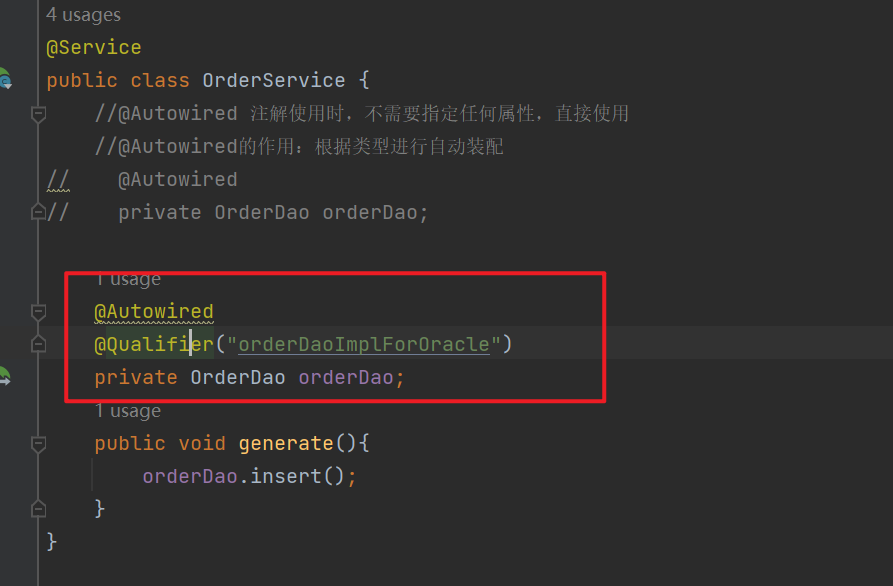 4 usages
@Service
public class OrderService {
//@Autowired 注解使用时，不需要指定任何属性，直接使用
//@Autowired的作用：根据类型进行自动装配
// @Autowired
// private OrderDao orderDao;
1 usage
@Autowired
@Qualifier("orderDaoImplForOracle")
private OrderDao orderDao;
1 usage
public void generate(){
orderDao.insert();
}
}